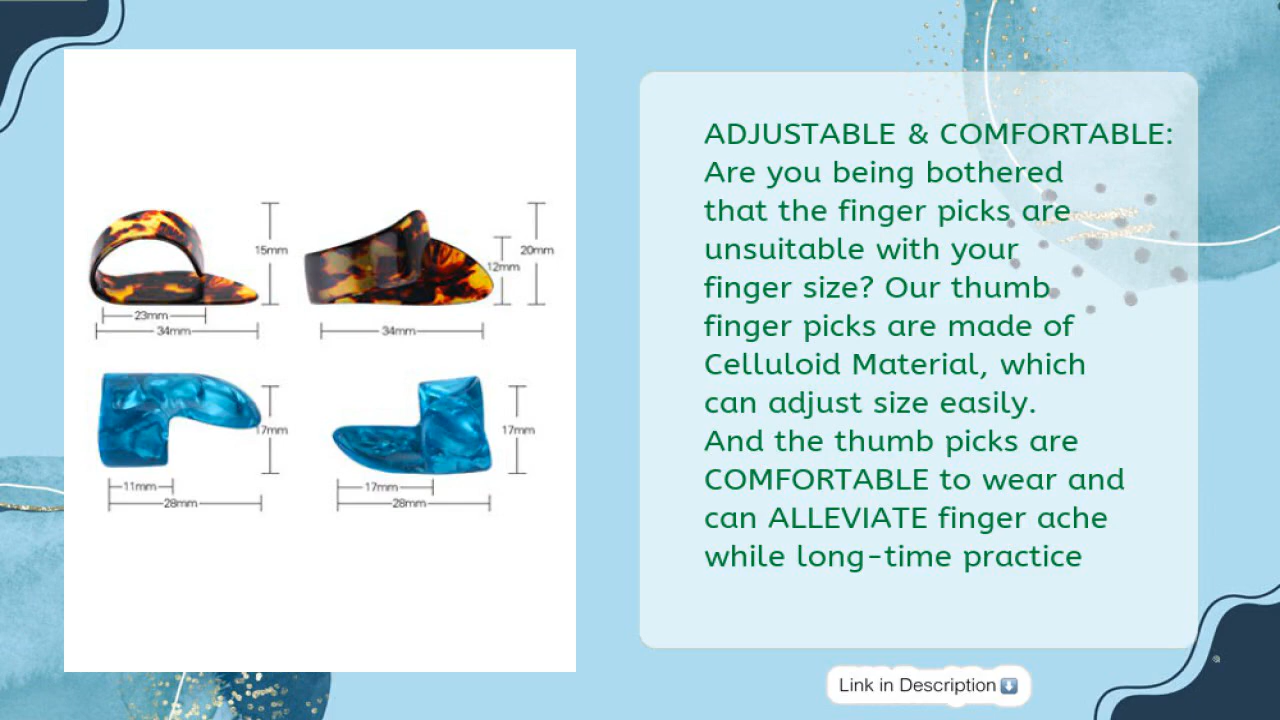 ADJUSTABLE & COMFORTABLE:
Are you being bothered
that the finger picks are
unsuitable with your
finger size? Our thumb
finger picks are made of
Celluloid Material, which
can adjust size easily.
And the thumb picks are
COMFORTABLE to wear and
can ALLEVIATE finger ache
while long-time practice
15mm
20mm
12mm
23mm
34mm
34mm
17mm
17mm
11mm
17mm
28mm
28mm
Link in Description